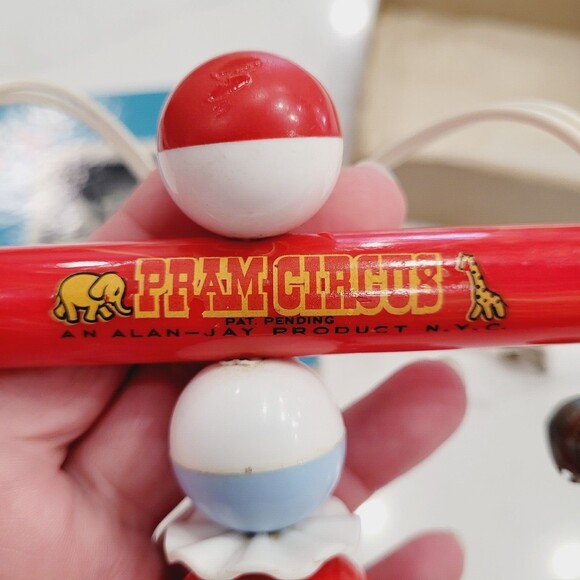 PRAM CIRCUS
PAT. PENDING
AN ALAN-JAY PRODUCT N.Y.C.